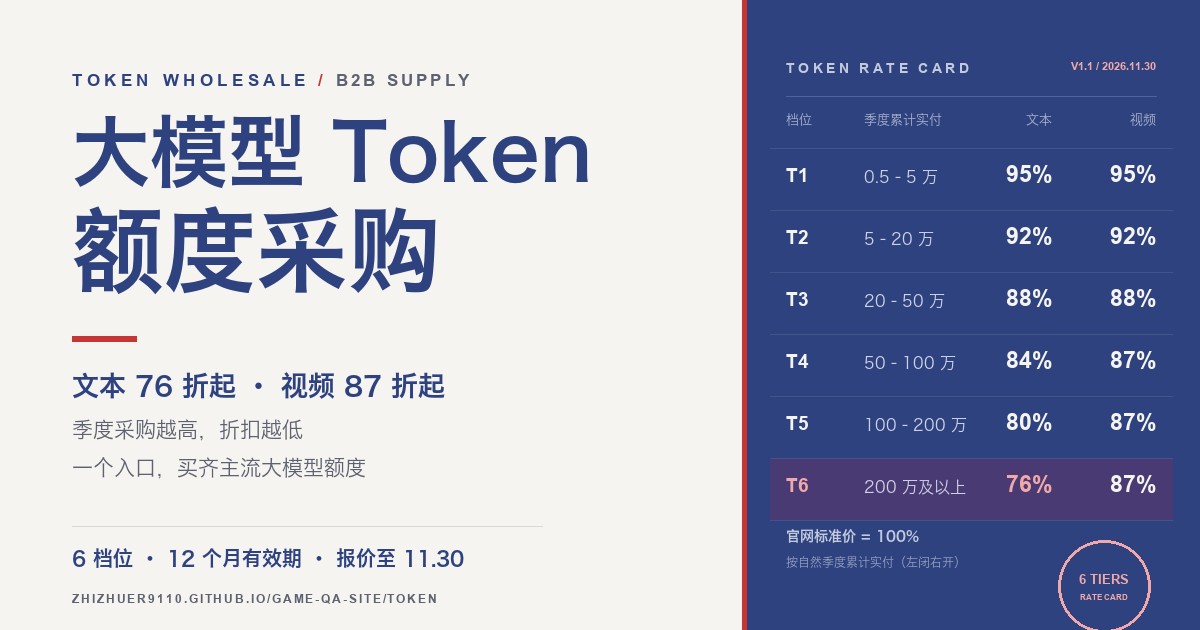 TOKEN WHOLESALE / B2B SUPPLY
大模型 Token
额度采购
文本 76 折起 · 视频 87 折起
季度采购越高，折扣越低
一个入口，买齐主流大模型额度
6 档位 · 12 个月有效期 · 报价至 11.30
ZHIZHUER9110.GITHUB.IO/GAME-QA-SITE/TOKEN
TOKEN RATE CARD V1.1 / 2026.11.30
档位 季度累计实付 文本 视频
T1 0.5 - 5 万 95% 95%
T2 5 - 20 万 92% 92%
T3 20 - 50 万 88% 88%
T4 50 - 100 万 84% 87%
T5 100 - 200 万 80% 87%
T6 200 万及以上 76% 87%
官网标准价 = 100%
按自然季度累计实付（左闭右开）
6 TIERS
RATE CARD